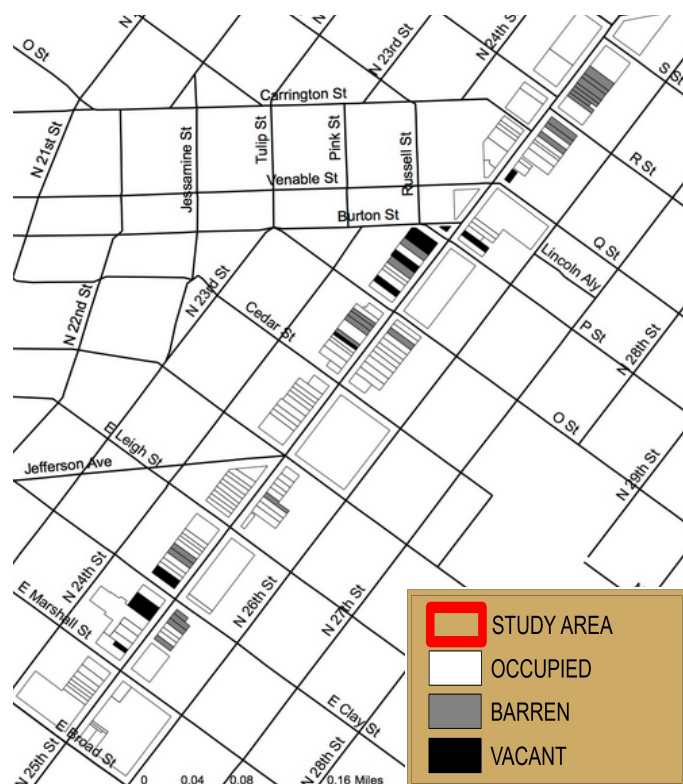 O St
N 23rd St
N 24th St
S St
Carrington St
N 21st St
Jessamine St
Tulip St
Pink St
Russell St
R St
Venable St
Burton St
Q St
Lincoln Aly
N 22nd St
N 23rd St
Cedar St
P St
N 28th St
O St
E Leigh St
Jefferson Ave
N 29th St
N 24th St
E Marshall St
N 26th St
N 27th St
E Clay St
E Broad St
N 25th St
N 28th St
0 0.04 0.08 0.16 Miles
STUDY AREA
OCCUPIED
BARREN
VACANT